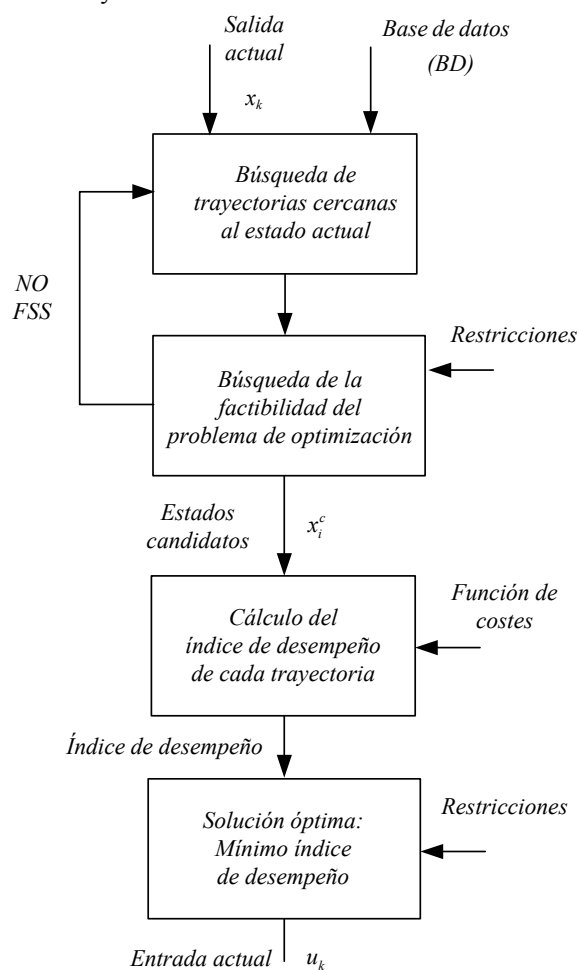 Salida
actual
Base de datos
(BD)
x_k
Búsqueda de
trayectorias cercanas
al estado actual
NO
FSS
Restricciones
Búsqueda de la
factibilidad del
problema de optimización
Estados
candidatos
x_i^c
Función de
costes
Cálculo del
índice de desempeño
de cada trayectoria
Índice de desempeño
Restricciones
Solución óptima:
Mínimo índice
de desempeño
Entrada actual
u_k